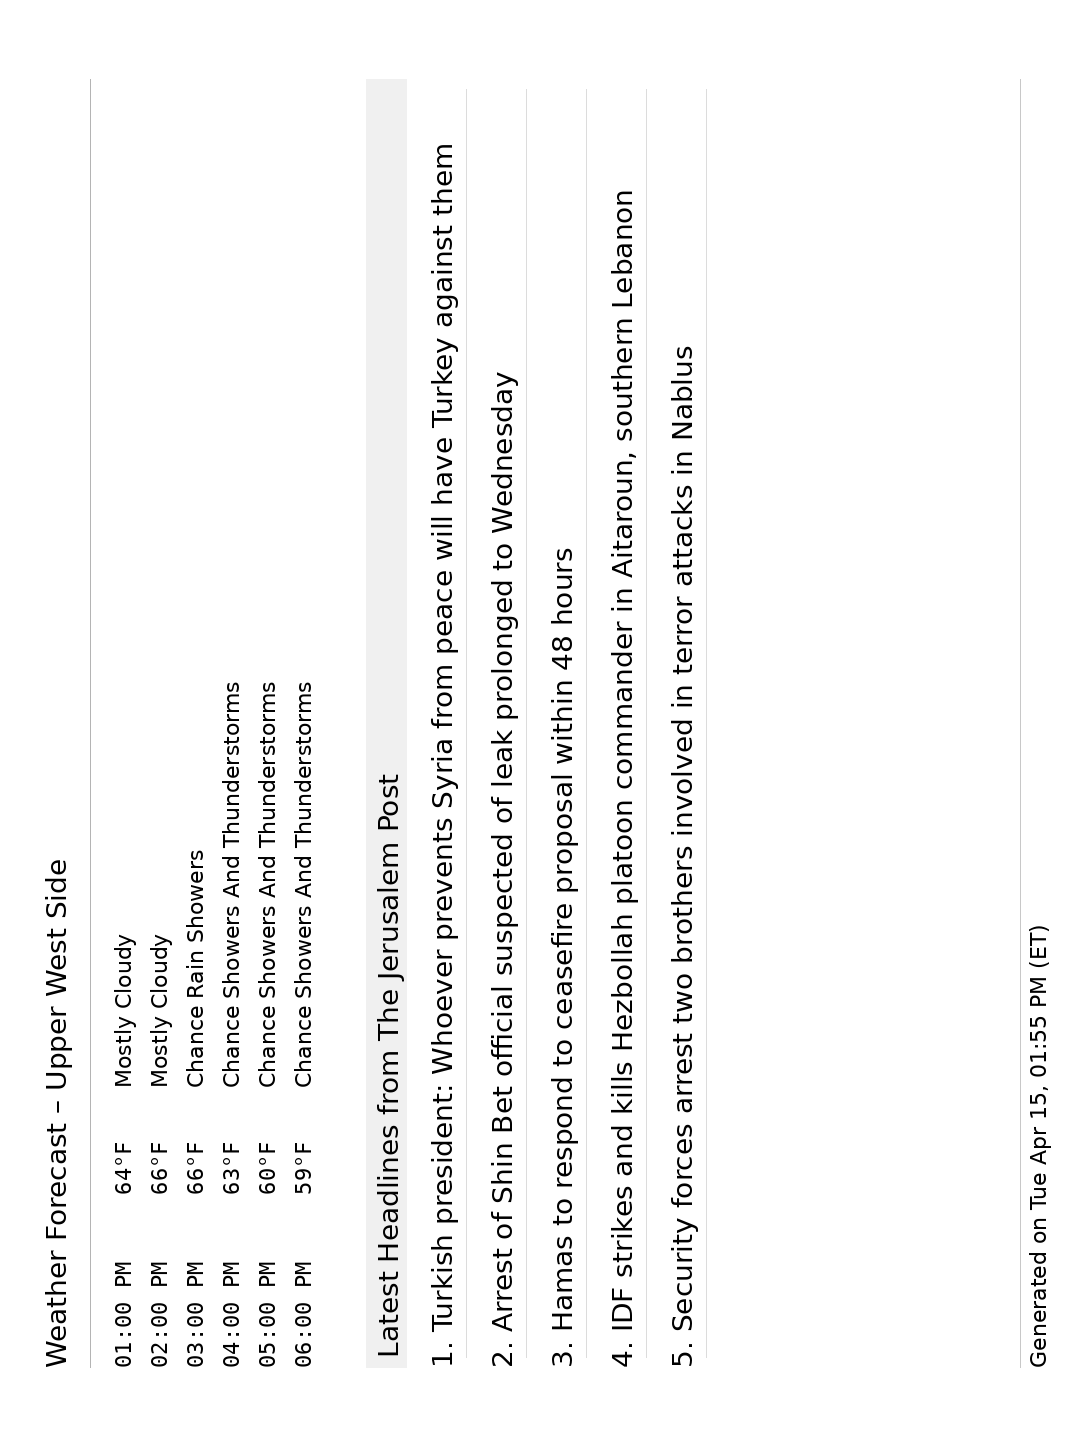 Weather Forecast – Upper West Side
01:00 PM 64°F Mostly Cloudy
02:00 PM 66°F Mostly Cloudy
03:00 PM 66°F Chance Rain Showers
04:00 PM 63°F Chance Showers And Thunderstorms
05:00 PM 60°F Chance Showers And Thunderstorms
06:00 PM 59°F Chance Showers And Thunderstorms
Latest Headlines from The Jerusalem Post
1. Turkish president: Whoever prevents Syria from peace will have Turkey against them
2. Arrest of Shin Bet official suspected of leak prolonged to Wednesday
3. Hamas to respond to ceasefire proposal within 48 hours
4. IDF strikes and kills Hezbollah platoon commander in Aitaroun, southern Lebanon
5. Security forces arrest two brothers involved in terror attacks in Nablus
Generated on Tue Apr 15, 01:55 PM (ET)